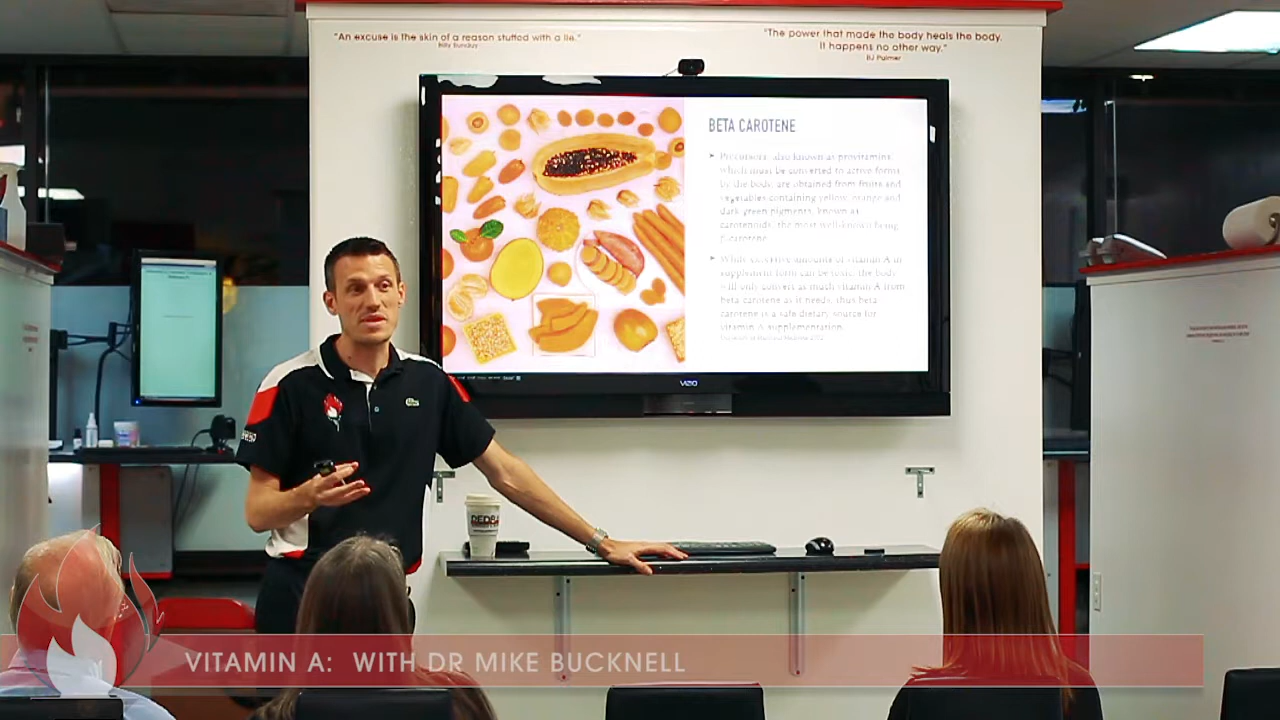 "An excuse is the skin of a reason stuffed with a lie."
Billy Sunday
"The power that made the body heals the body.
It happens no other way."
BJ Palmer
BETA CAROTENE
➤ Precursors, also known as provitamins,
which must be converted to active forms
by the body, are obtained from fruits and
vegetables containing yellow, orange and
dark green pigments, known as
carotenoids, the most well-known being
β-carotene.
➤ While excessive amounts of vitamin A in
supplement form can be toxic, the body
will only convert as much vitamin A from
beta carotene as it needs, thus beta
carotene is a safe dietary source for
vitamin A supplementation.
VIZIO
VITAMIN A: WITH DR MIKE BUCKNELL